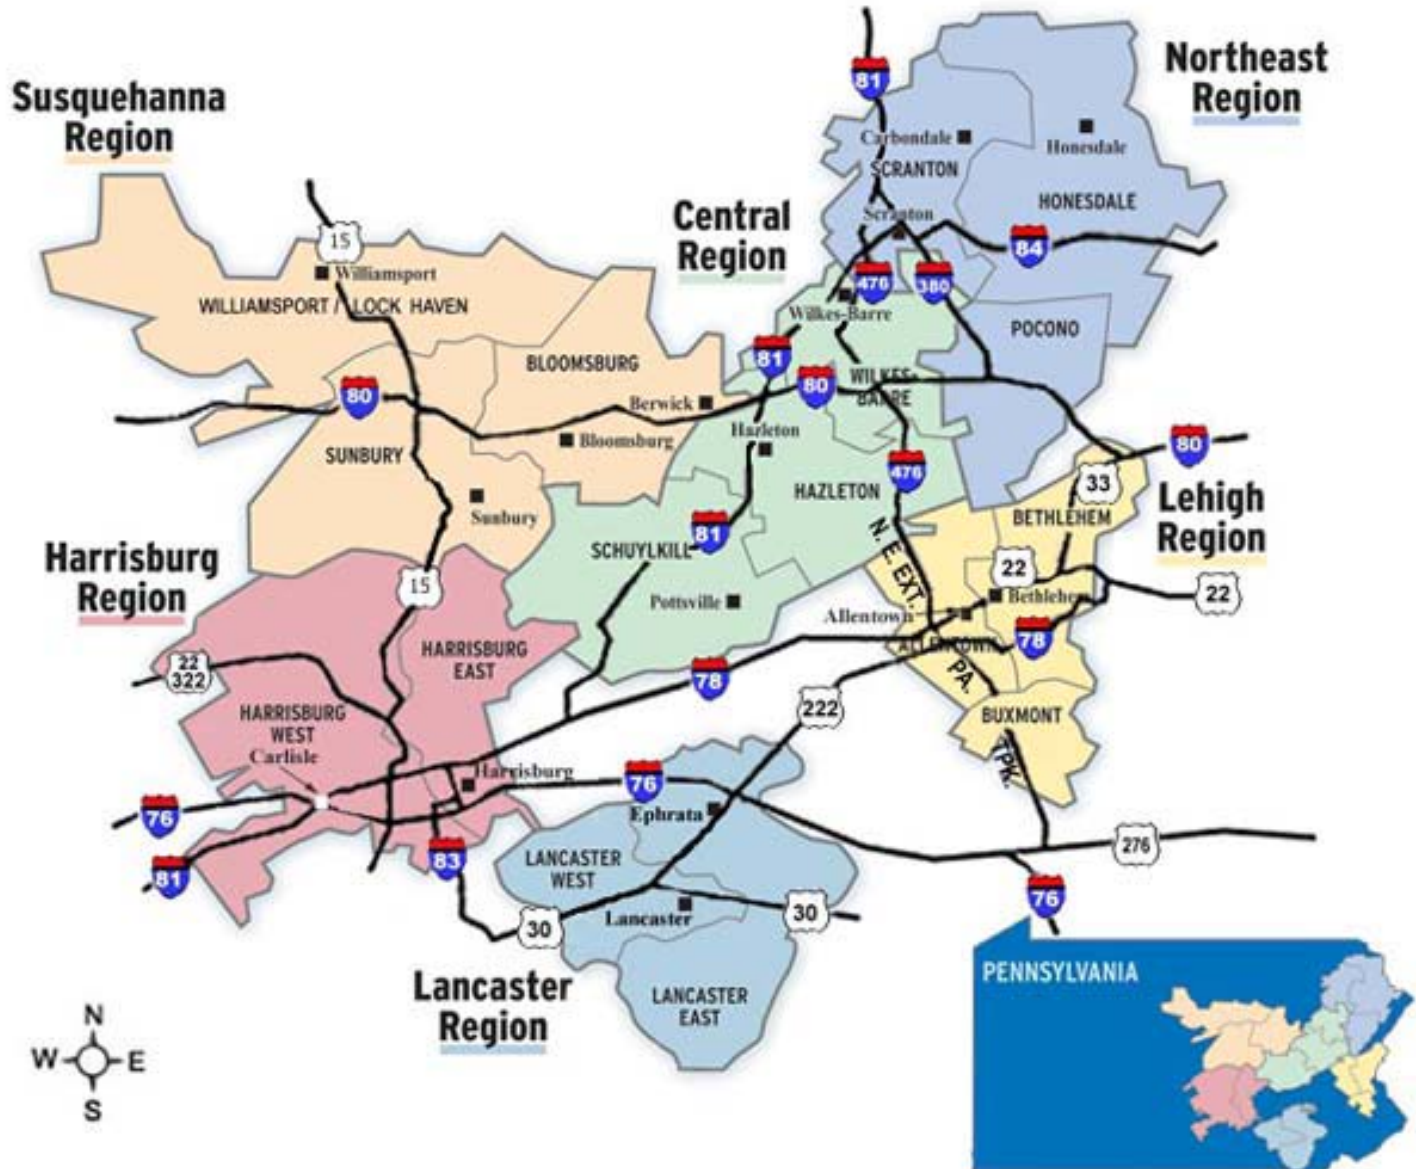 Susquehanna
Region
Northeast
Region
Central
Region
Harrisburg
Region
Lehigh
Region
Lancaster
Region
81
Carbondale
SCRANTON
Honesdale
HONESDALE
Scranton
84
15
Williamsport
WILLIAMSPORT / LOCK HAVEN
476
380
Wilkes-Barre
POCONO
BLOOMSBURG
81
80
WILKES-
BARRE
80
Berwick
Bloomsburg
Hazleton
80
SUNBURY
Sunbury
476
HAZLETON
33
BETHLEHEM
81
SCHUYLKILL
N. E. EXT.
22
22
15
Pottsville
Bethlehem
Allentown
78
ALLENTOWN
HARRISBURG
EAST
22
322
78
PA.
222
BUXMONT
HARRISBURG
WEST
Carlisle
Harrisburg
76
TPK.
76
Ephrata
276
83
LANCASTER
WEST
81
76
30
Lancaster
30
LANCASTER
EAST
PENNSYLVANIA
N
W
E
S